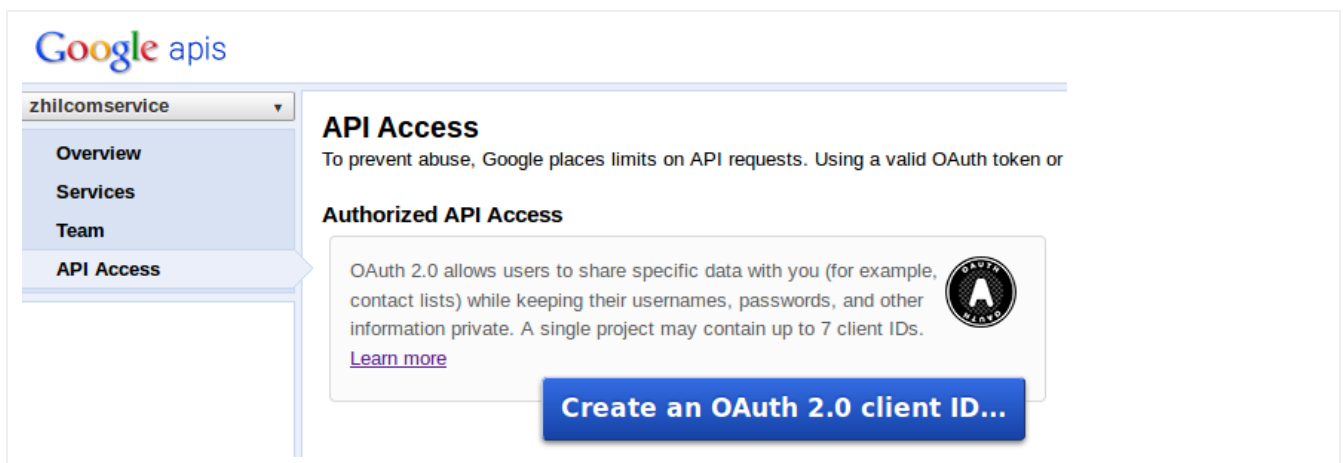 Google apis
zhilcomservice
Overview
Services
Team
API Access
API Access
To prevent abuse, Google places limits on API requests. Using a valid OAuth token or
Authorized API Access
OAuth 2.0 allows users to share specific data with you (for example,
contact lists) while keeping their usernames, passwords, and other
information private. A single project may contain up to 7 client IDs.
Learn more
OAUTH
A
OAUTH
Create an OAuth 2.0 client ID...